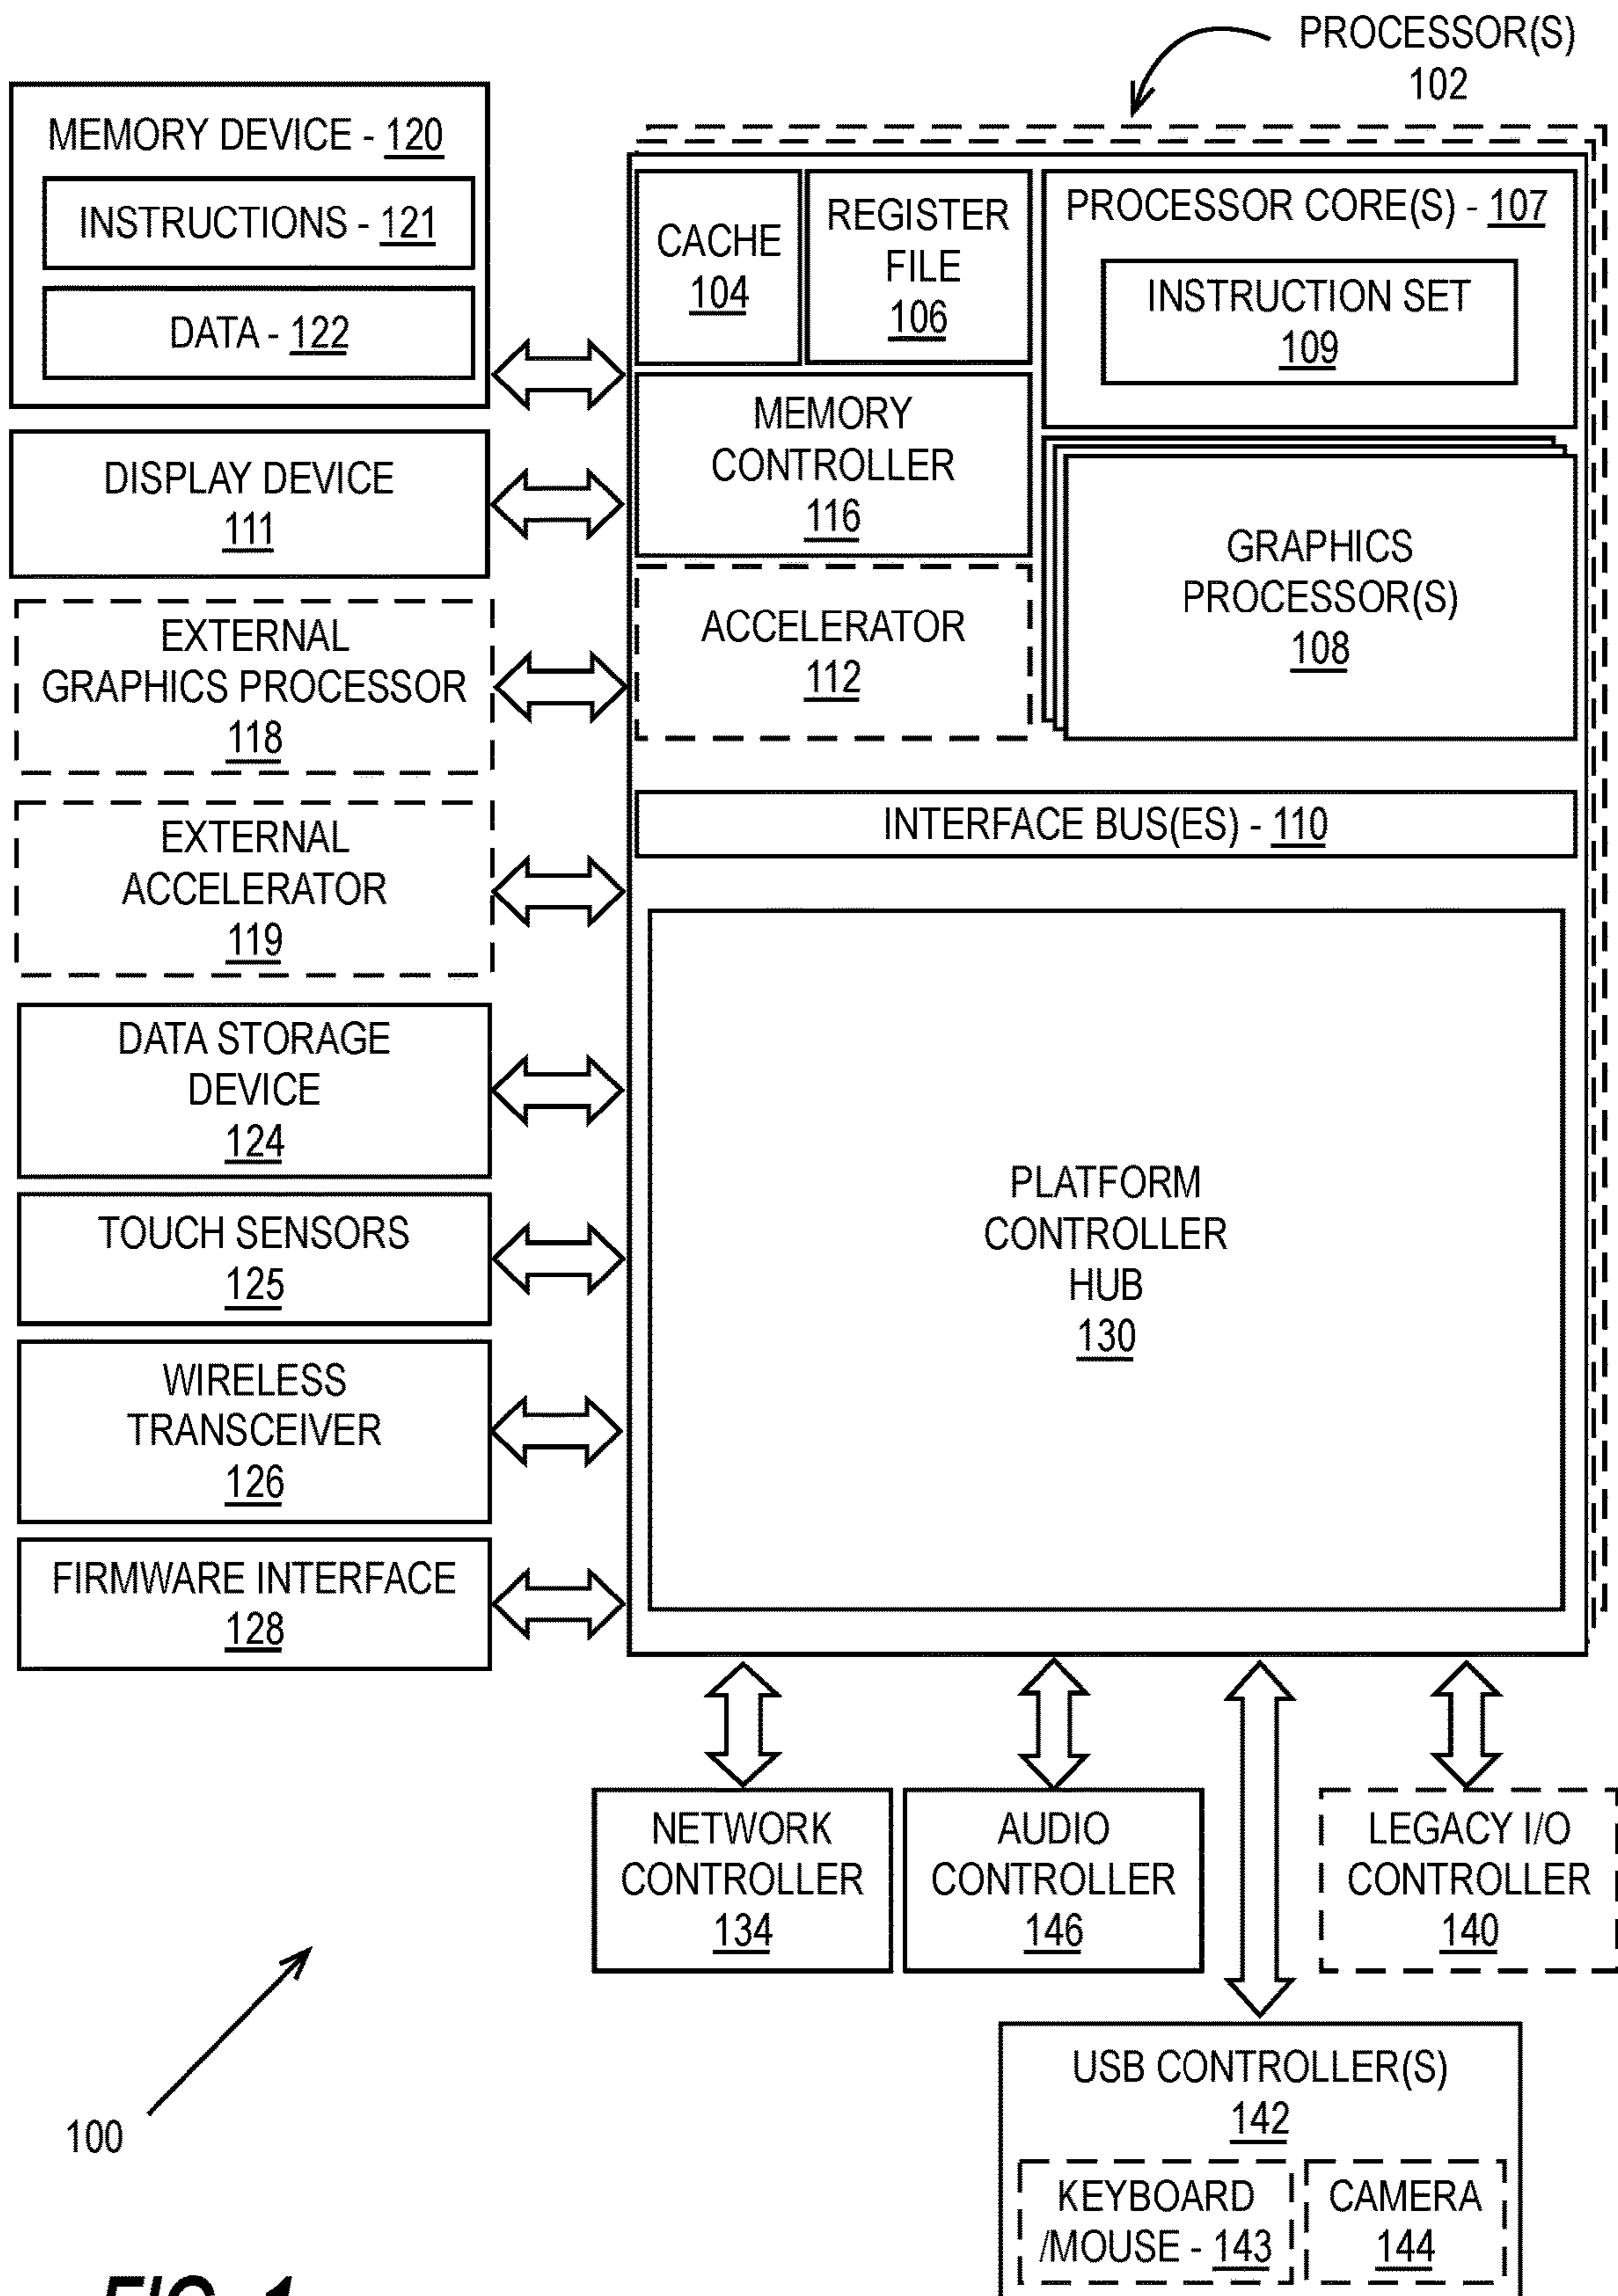 PROCESSOR(S)
102
MEMORY DEVICE - 120
INSTRUCTIONS - 121
DATA - 122
CACHE
104
REGISTER
FILE
106
PROCESSOR CORE(S) - 107
INSTRUCTION SET
109
MEMORY
CONTROLLER
116
DISPLAY DEVICE
111
GRAPHICS
PROCESSOR(S)
108
EXTERNAL
GRAPHICS PROCESSOR
118
ACCELERATOR
112
INTERFACE BUS(ES) - 110
EXTERNAL
ACCELERATOR
119
DATA STORAGE
DEVICE
124
TOUCH SENSORS
125
PLATFORM
CONTROLLER
HUB
130
WIRELESS
TRANSCEIVER
126
FIRMWARE INTERFACE
128
NETWORK
CONTROLLER
134
AUDIO
CONTROLLER
146
LEGACY I/O
CONTROLLER
140
100
USB CONTROLLER(S)
142
KEYBOARD
/MOUSE - 143
CAMERA
144
FIG. 1